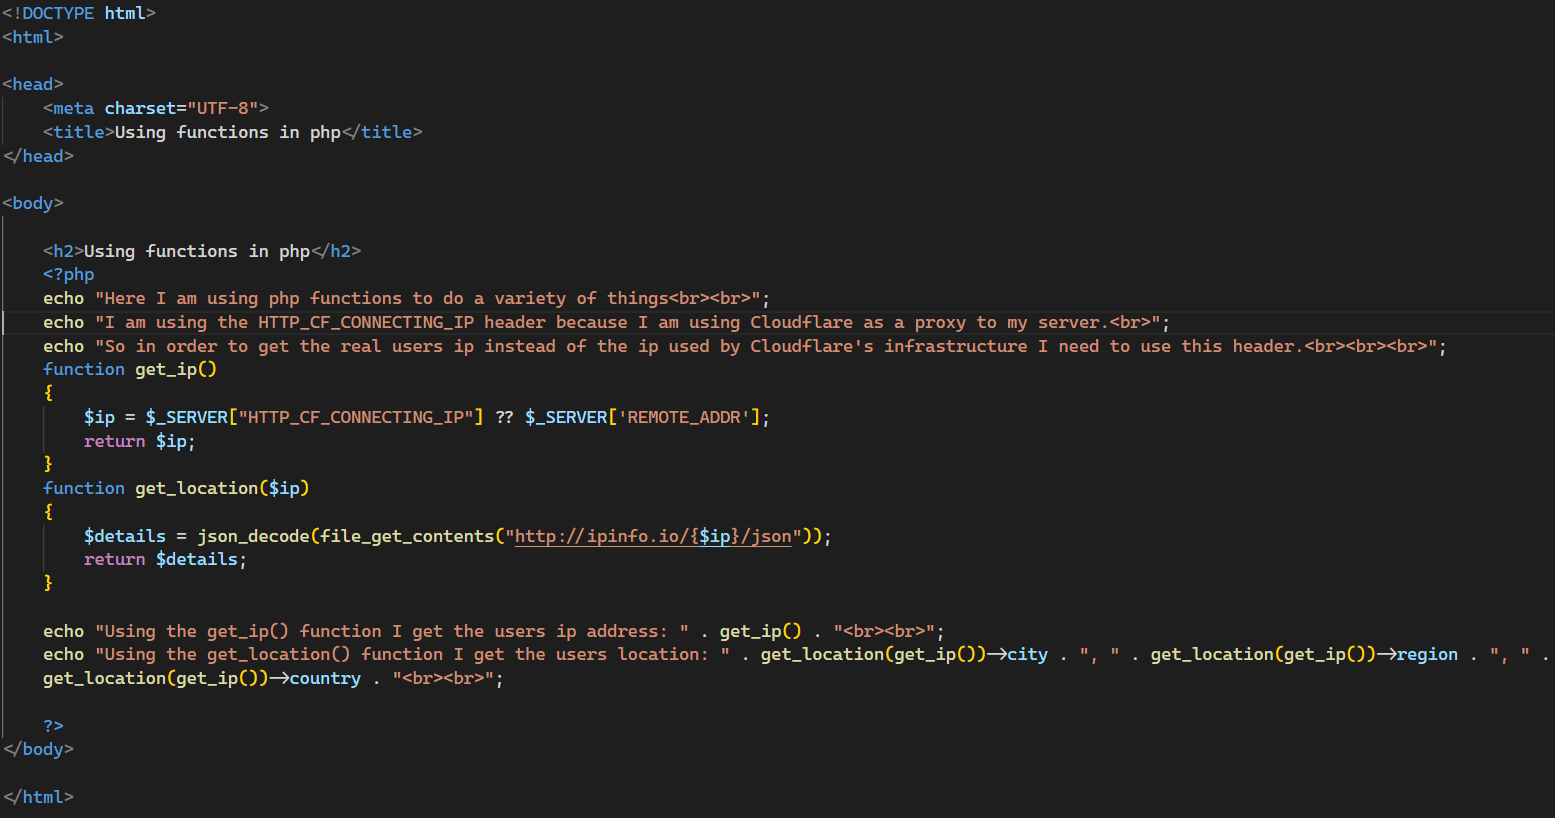 <!DOCTYPE html>
<html>
<head>
<meta charset="UTF-8">
<title>Using functions in php</title>
</head>
<body>
<h2>Using functions in php</h2>
<?php
echo "Here I am using php functions to do a variety of things<br><br>";
echo "I am using the HTTP_CF_CONNECTING_IP header because I am using Cloudflare as a proxy to my server.<br>";
echo "So in order to get the real users ip instead of the ip used by Cloudflare's infrastructure I need to use this header.<br><br><br>";
function get_ip()
{
$ip = $_SERVER["HTTP_CF_CONNECTING_IP"] ?? $_SERVER['REMOTE_ADDR'];
return $ip;
}
function get_location($ip)
{
$details = json_decode(file_get_contents("http://ipinfo.io/{$ip}/json"));
return $details;
}
echo "Using the get_ip() function I get the users ip address: " . get_ip() . "<br><br>";
echo "Using the get_location() function I get the users location: " . get_location(get_ip())->city . ", " . get_location(get_ip())->region . ", " .
get_location(get_ip())->country . "<br><br>";
?>
</body>
</html>